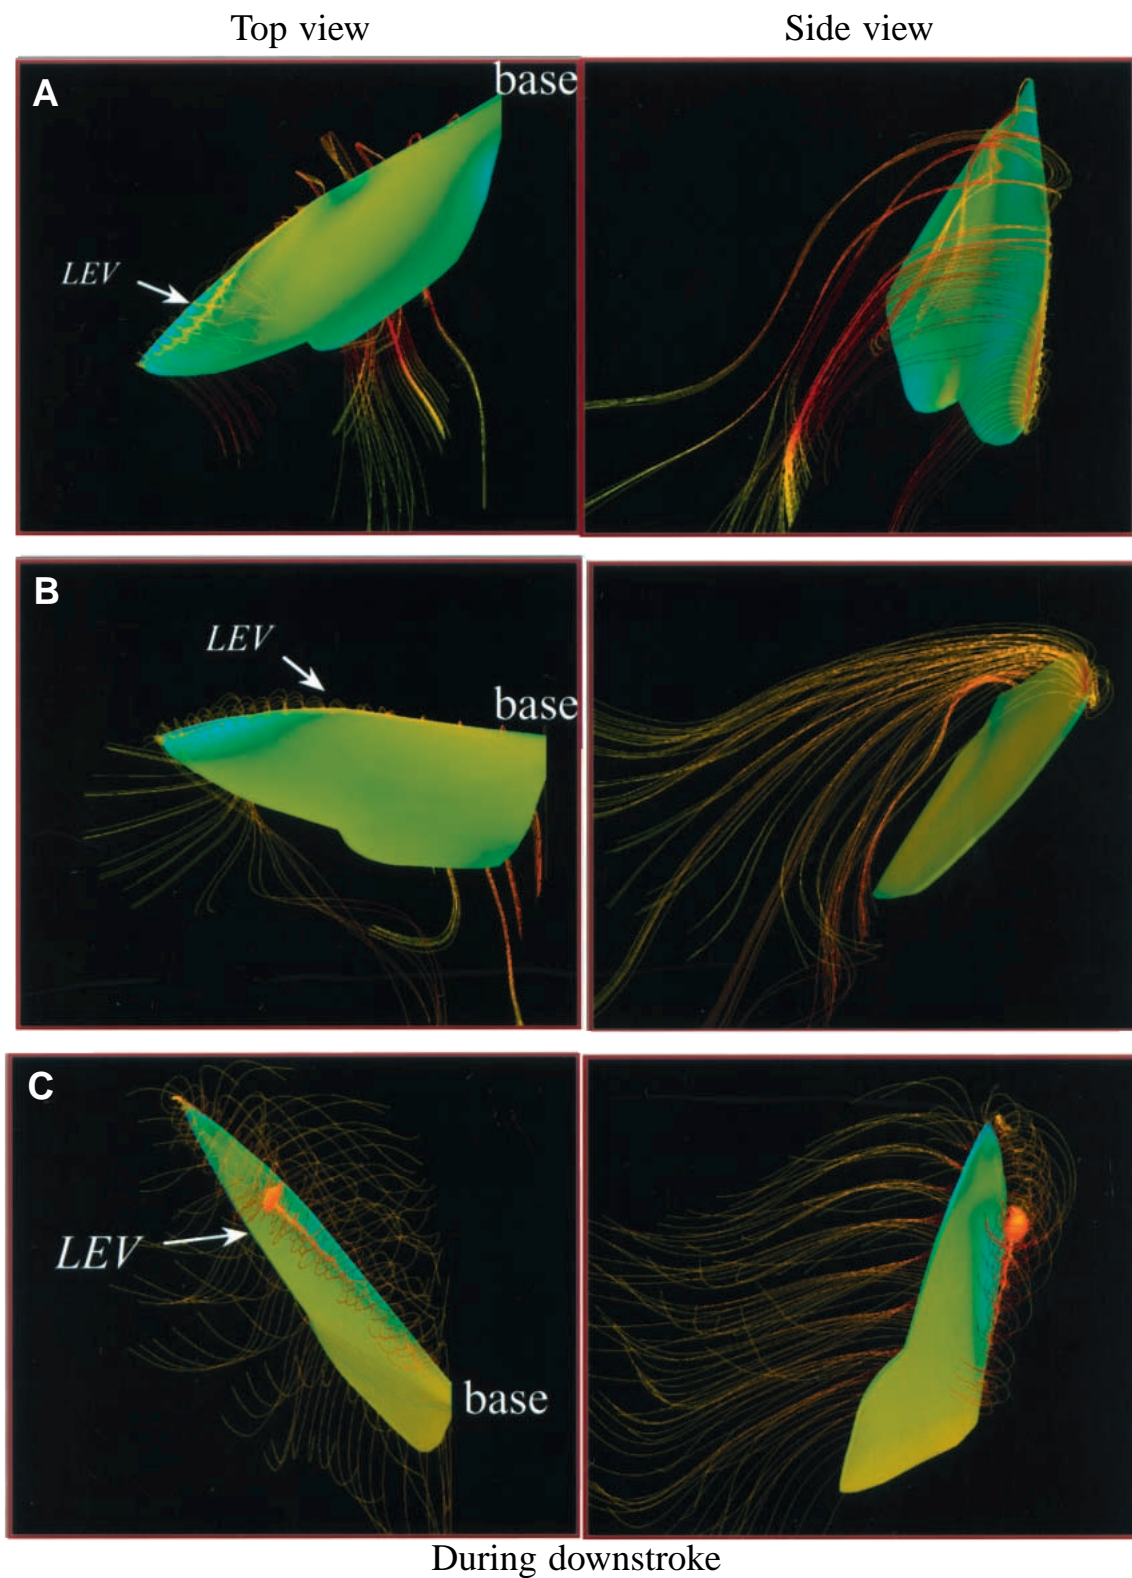 Top view
Side view
A
base
LEV
B
LEV
base
C
LEV
base
During downstroke